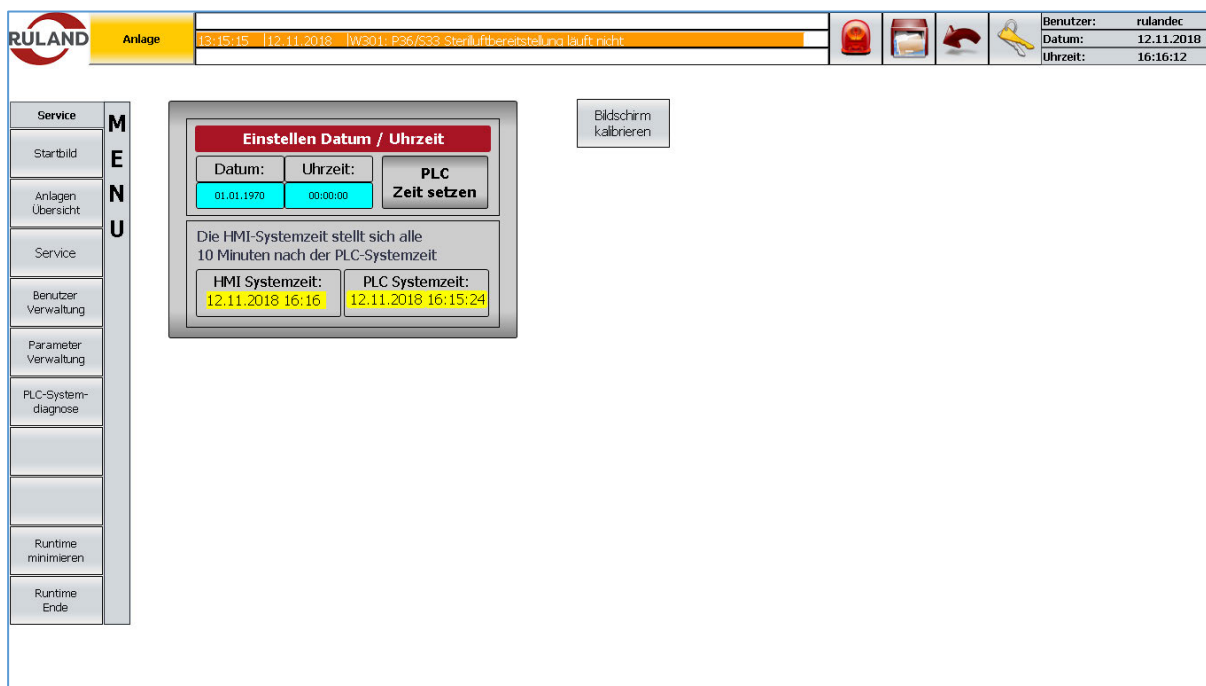 RULAND
Anlage
13:15:15 |12.11.2018 |W301: P36/S33 Steriluftbereitstellung läuft nicht
Benutzer: rulandec
Datum: 12.11.2018
Uhrzeit: 16:16:12
Service
MENU
Startbild
Anlagen
Übersicht
Service
Benutzer
Verwaltung
Parameter
Verwaltung
PLC-System-
diagnose
Runtime
minimieren
Runtime
Ende
Einstellen Datum / Uhrzeit
Datum: Uhrzeit:
01.01.1970 00:00:00
PLC
Zeit setzen
Die HMI-Systemzeit stellt sich alle
10 Minuten nach der PLC-Systemzeit
HMI Systemzeit: PLC Systemzeit:
12.11.2018 16:16 12.11.2018 16:15:24
Bildschirm
kalibrieren